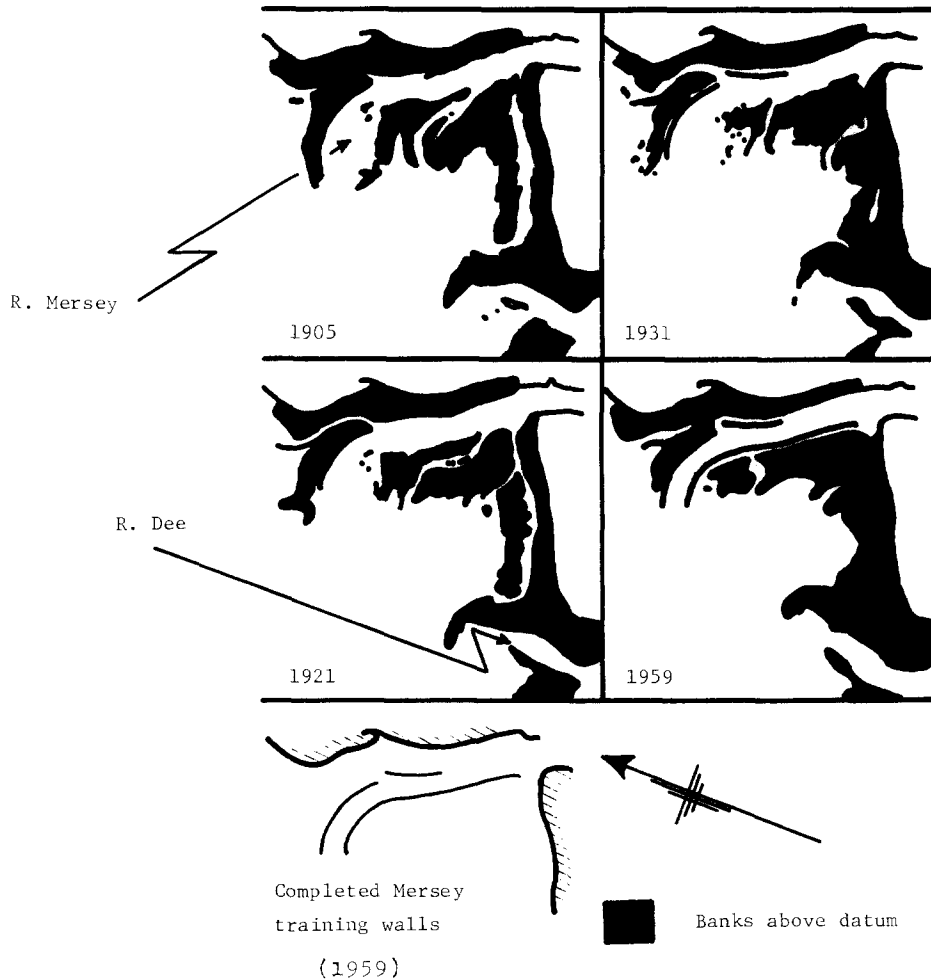 R. Mersey
1905
1931
R. Dee
1921
1959
Completed Mersey
training walls
(1959)
Banks above datum